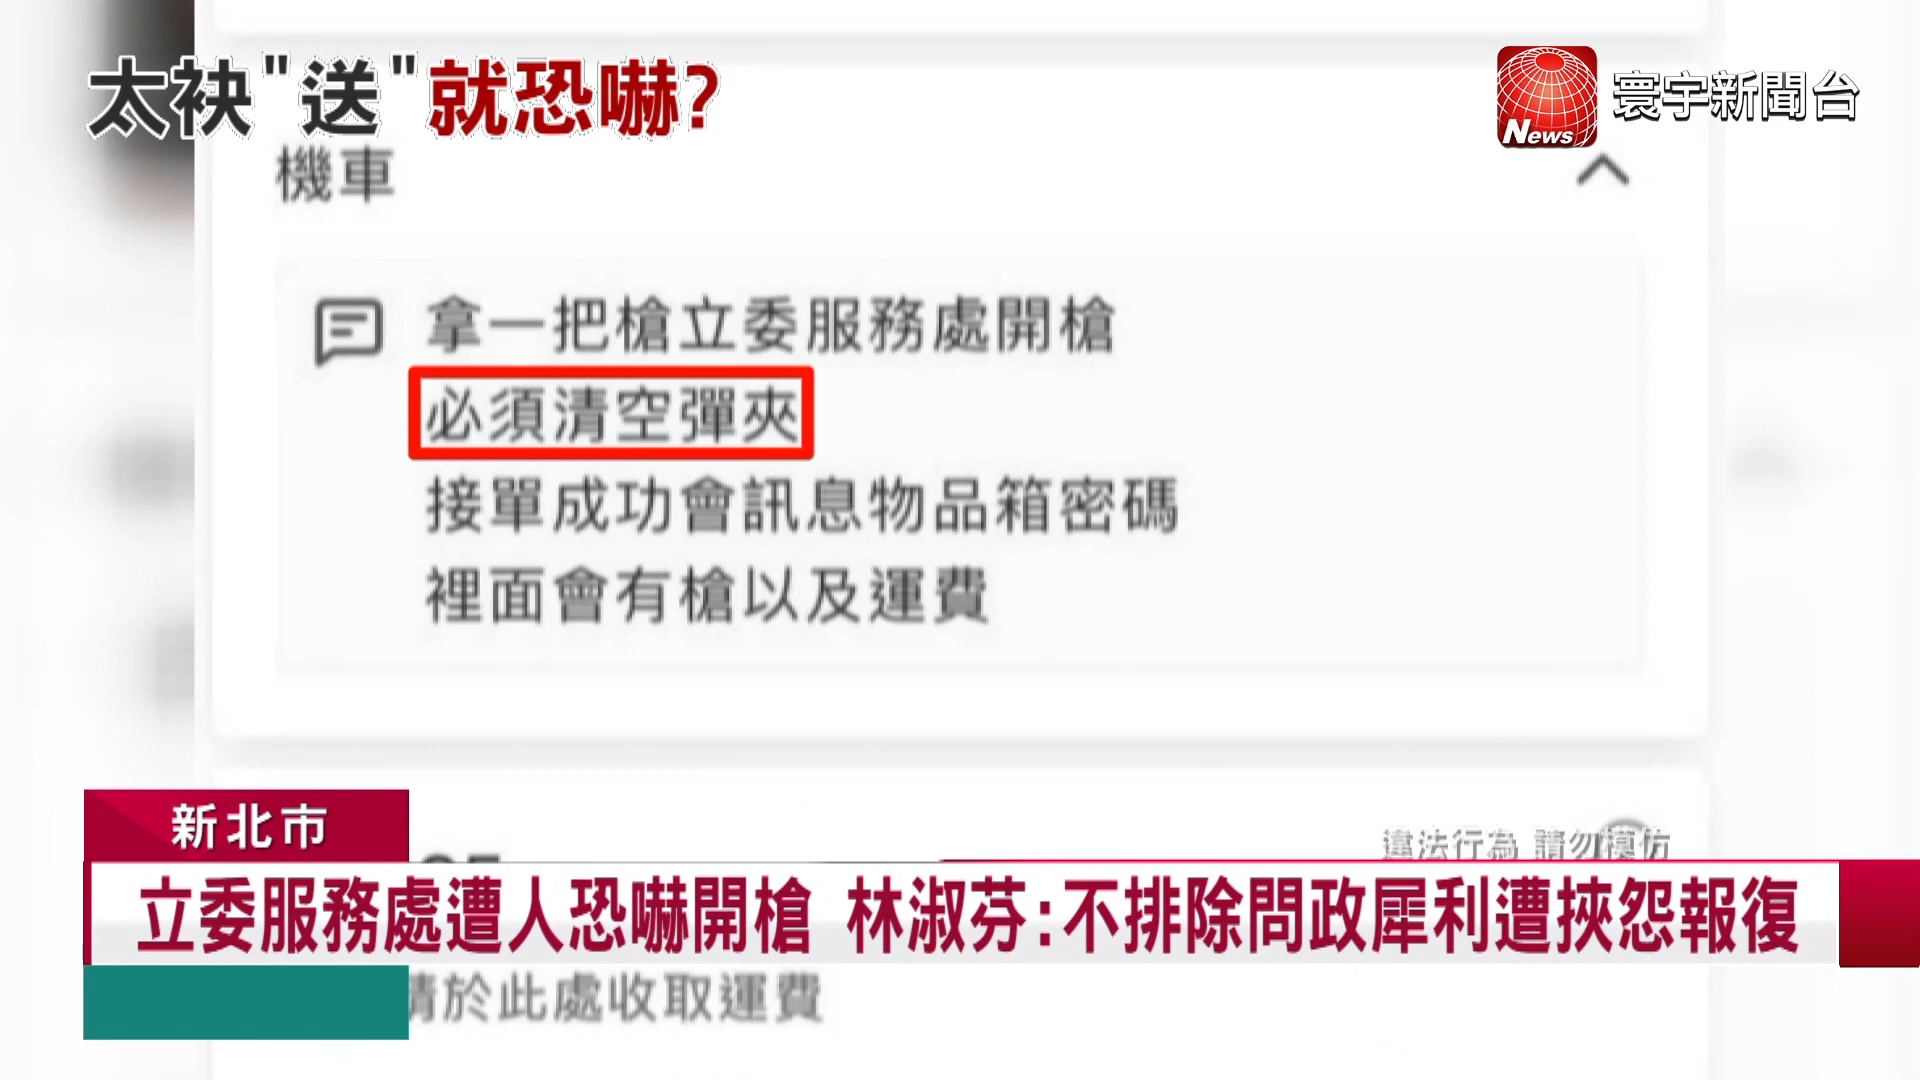 太袂"送"就恐嚇?
News 寰宇新聞台
機車
拿一把槍立委服務處開槍
必須清空彈夾
接單成功會訊息物品箱密碼
裡面會有槍以及運費
新北市
違法行為 請勿模仿
立委服務處遭人恐嚇開槍 林淑芬:不排除問政犀利遭挾怨報復
請於此處收取運費